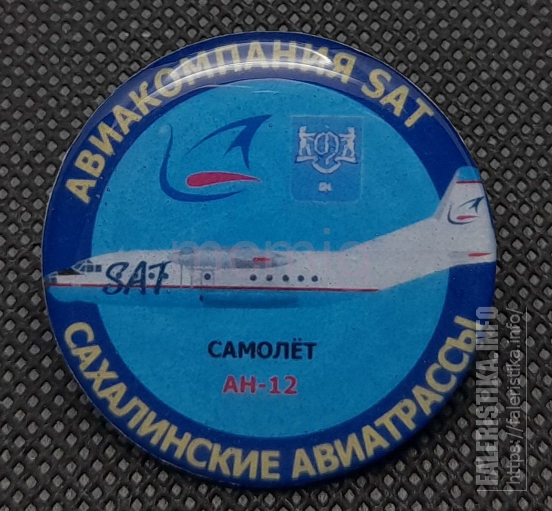 АВИАКОМПАНИЯ SAT
SAT
САМОЛЁТ
АН-12
САХАЛИНСКИЕ АВИАТРАССЫ
FALERISTIKA.INFO
https://faleristika.info/